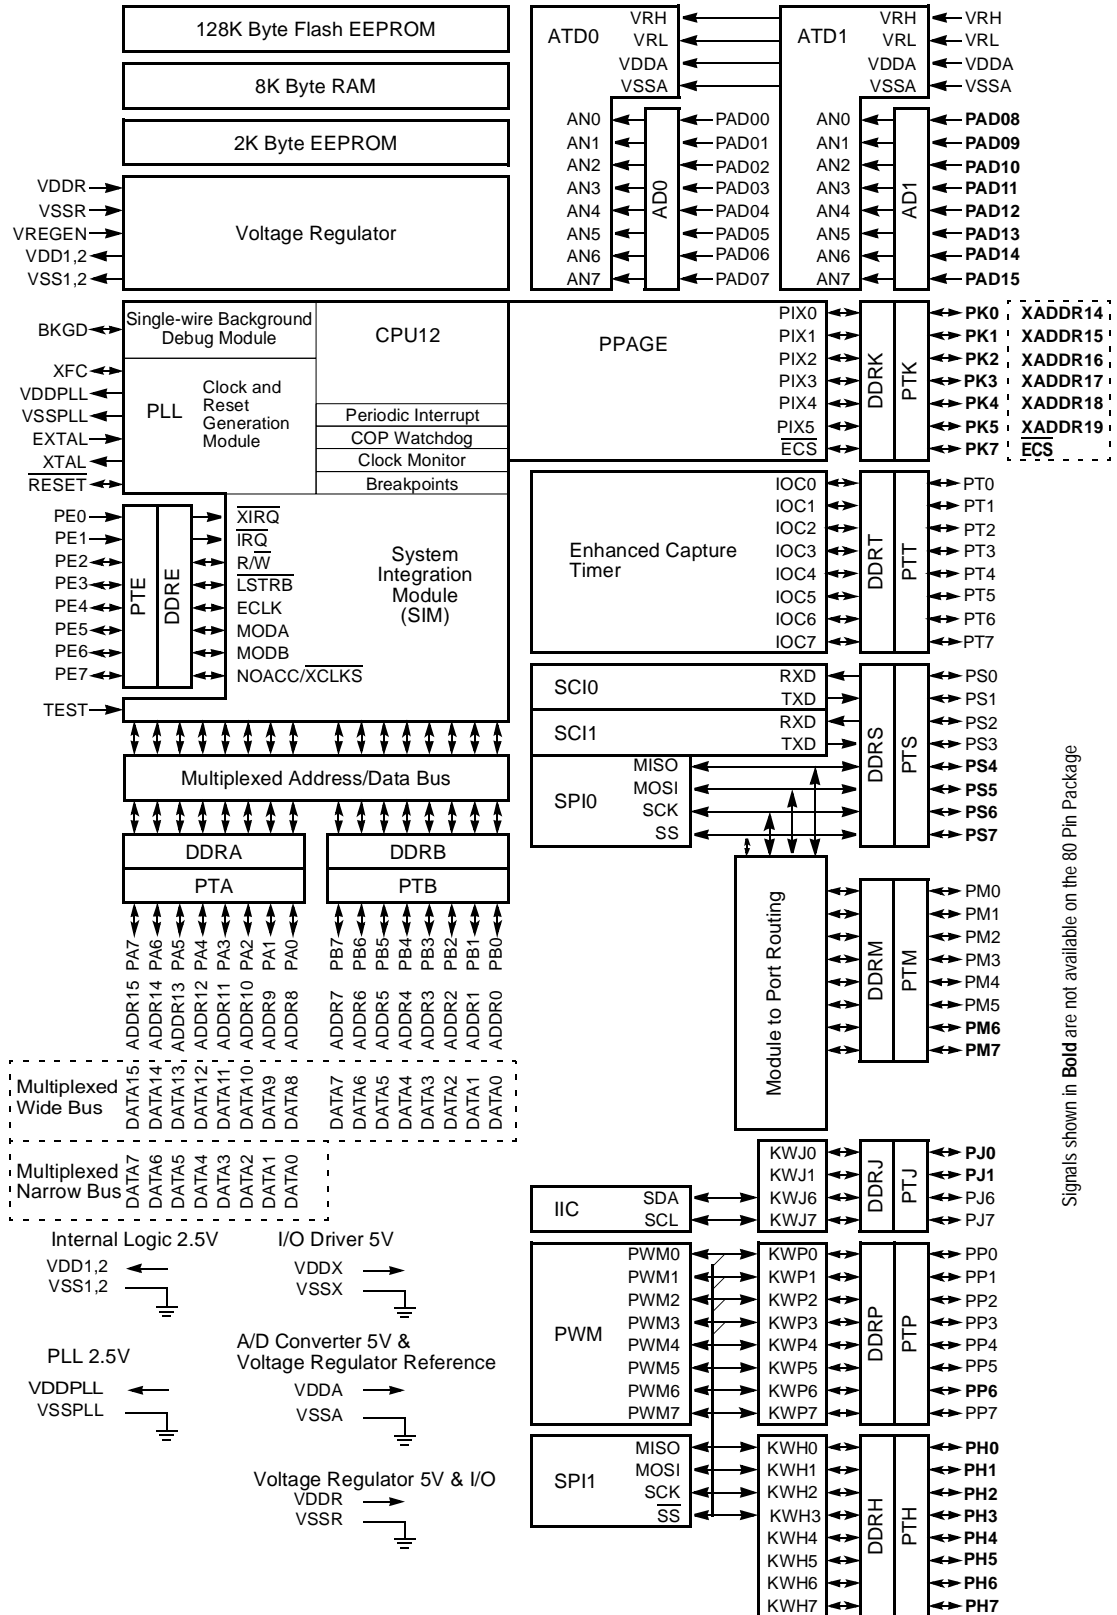 128K Byte Flash EEPROM
8K Byte RAM
2K Byte EEPROM
VDDR
VSSR
VREGEN
VDD1,2
VSS1,2
Voltage Regulator
ATD0
VRH
VRL
VDDA
VSSA
AN0
AN1
AN2
AN3
AN4
AN5
AN6
AN7
AD0
PAD00
PAD01
PAD02
PAD03
PAD04
PAD05
PAD06
PAD07
ATD1
VRH
VRL
VDDA
VSSA
VRH
VRL
VDDA
VSSA
AN0
AN1
AN2
AN3
AN4
AN5
AN6
AN7
AD1
PAD08
PAD09
PAD10
PAD11
PAD12
PAD13
PAD14
PAD15
BKGD
XFC
VDDPLL
VSSPLL
EXTAL
XTAL
RESET
Single-wire Background
Debug Module
CPU12
PLL
Clock and
Reset
Generation
Module
Periodic Interrupt
COP Watchdog
Clock Monitor
Breakpoints
PPAGE
PIX0
PIX1
PIX2
PIX3
PIX4
PIX5
ECS
DDRK
PTK
PK0 XADDR14
PK1 XADDR15
PK2 XADDR16
PK3 XADDR17
PK4 XADDR18
PK5 XADDR19
PK7 ECS
PE0
PE1
PE2
PE3
PE4
PE5
PE6
PE7
TEST
PTE
DDRE
XIRQ
IRQ
R/W
LSTRB
ECLK
MODA
MODB
NOACC/XCLKS
System
Integration
Module
(SIM)
Enhanced Capture
Timer
IOC0
IOC1
IOC2
IOC3
IOC4
IOC5
IOC6
IOC7
DDRT
PTT
PT0
PT1
PT2
PT3
PT4
PT5
PT6
PT7
SCI0
RXD
TXD
SCI1
RXD
TXD
SPI0
MISO
MOSI
SCK
SS
DDRS
PTS
PS0
PS1
PS2
PS3
PS4
PS5
PS6
PS7
Multiplexed Address/Data Bus
DDRA
DDRB
PTA
PTB
PA7
PA6
PA5
PA4
PA3
PA2
PA1
PA0
PB7
PB6
PB5
PB4
PB3
PB2
PB1
PB0
ADDR15
ADDR14
ADDR13
ADDR12
ADDR11
ADDR10
ADDR9
ADDR8
ADDR7
ADDR6
ADDR5
ADDR4
ADDR3
ADDR2
ADDR1
ADDR0
Multiplexed
Wide Bus
DATA15
DATA14
DATA13
DATA12
DATA11
DATA10
DATA9
DATA8
DATA7
DATA6
DATA5
DATA4
DATA3
DATA2
DATA1
DATA0
Multiplexed
Narrow Bus
DATA7
DATA6
DATA5
DATA4
DATA3
DATA2
DATA1
DATA0
Module to Port Routing
DDRM
PTM
PM0
PM1
PM2
PM3
PM4
PM5
PM6
PM7
Signals shown in Bold are not available on the 80 Pin Package
IIC
SDA
SCL
KWJ0
KWJ1
KWJ6
KWJ7
DDRJ
PTJ
PJ0
PJ1
PJ6
PJ7
PWM
PWM0
PWM1
PWM2
PWM3
PWM4
PWM5
PWM6
PWM7
KWP0
KWP1
KWP2
KWP3
KWP4
KWP5
KWP6
KWP7
DDRP
PTP
PP0
PP1
PP2
PP3
PP4
PP5
PP6
PP7
SPI1
MISO
MOSI
SCK
SS
KWH0
KWH1
KWH2
KWH3
KWH4
KWH5
KWH6
KWH7
DDRH
PTH
PH0
PH1
PH2
PH3
PH4
PH5
PH6
PH7
Internal Logic 2.5V
VDD1,2
VSS1,2
I/O Driver 5V
VDDX
VSSX
PLL 2.5V
VDDPLL
VSSPLL
A/D Converter 5V &
Voltage Regulator Reference
VDDA
VSSA
Voltage Regulator 5V & I/O
VDDR
VSSR